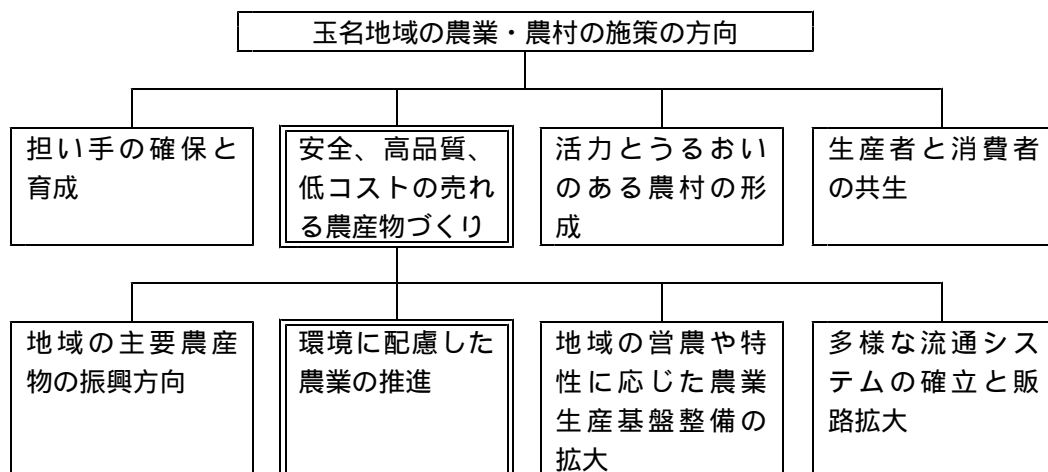 玉名地域の農業・農村の施策の方向
担い手の確保と
育成
安全、高品質、
低コストの売れ
る農産物づくり
活力とうるおい
のある農村の形
成
生産者と消費者
の共生
地域の主要農産
物の振興方向
環境に配慮した
農業の推進
地域の営農や特
性に応じた農業
生産基盤整備の
拡大
多様な流通シス
テムの確立と販
路拡大